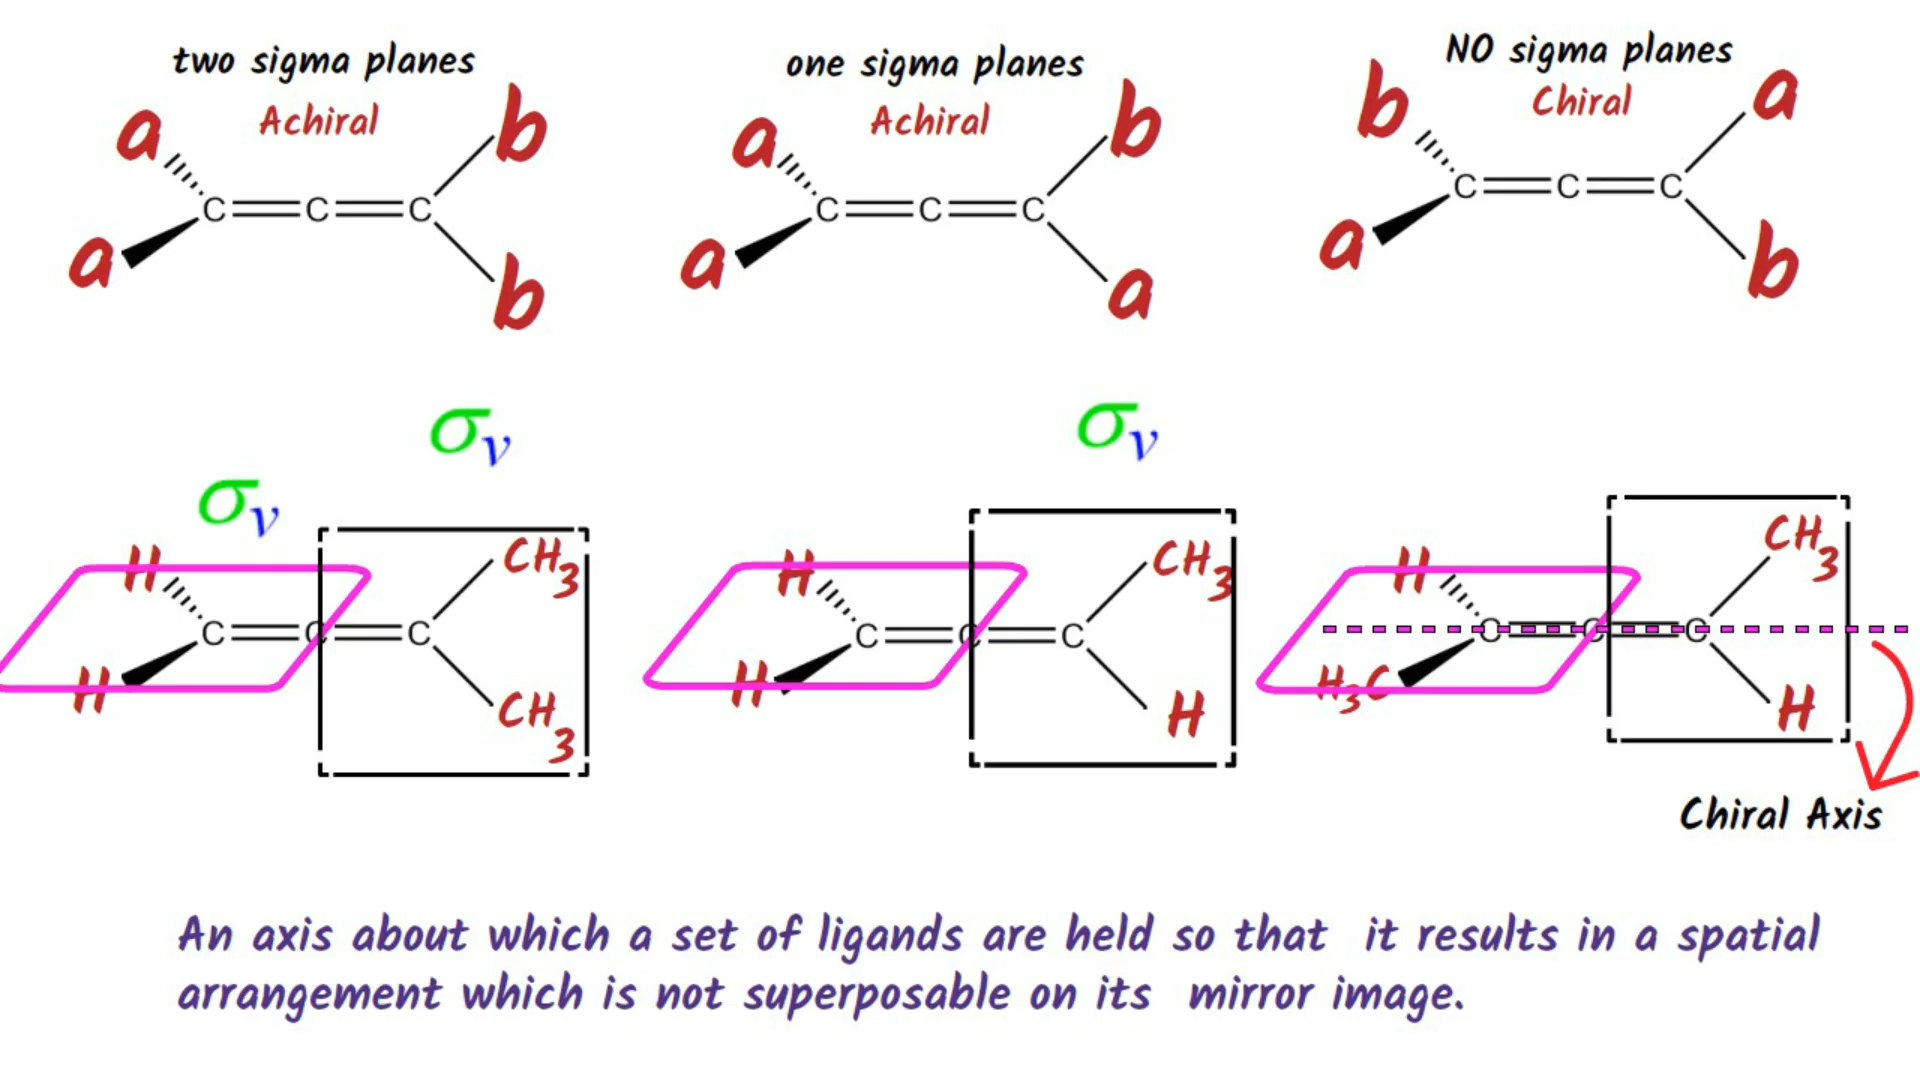 two sigma planes
Achiral
a b
C C C
a b
one sigma planes
Achiral
a b
C C C
a a
NO sigma planes
Chiral
b a
C C C
a b
σv
σv
H CH3
C C C
H CH3
σv
H CH3
C C C
H H
H CH3
C C C
H3C H
Chiral Axis
An axis about which a set of ligands are held so that it results in a spatial
arrangement which is not superposable on its mirror image.